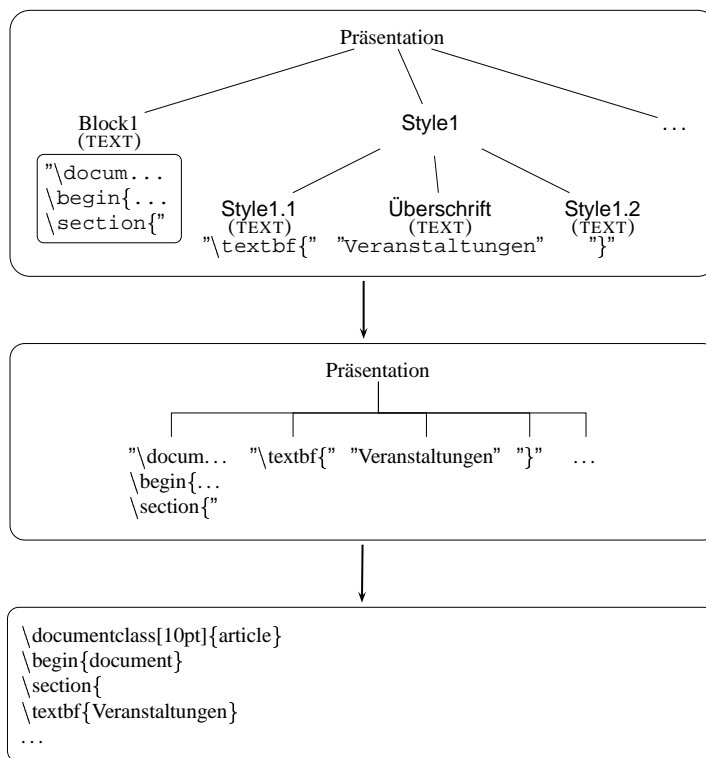 Präsentation
Block1 Style1 ...
(TEXT)
"\docum...
\begin{...
\section{"
Style1.1 Überschrift Style1.2
(TEXT) (TEXT) (TEXT)
"\textbf{" "Veranstaltungen" "}"
Präsentation
"\docum... "\textbf{" "Veranstaltungen" "}" ...
\begin{...
\section{"
\documentclass[10pt]{article}
\begin{document}
\section{
\textbf{Veranstaltungen}
...